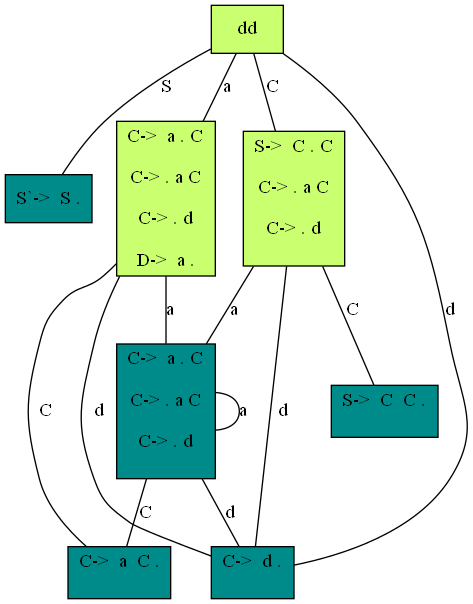 dd
S
a
C
C-> a . C
C-> . a C
C-> . d
D-> a .
S-> C . C
C-> . a C
C-> . d
S`-> S .
a
a
C
d
C-> a . C
C-> . a C
C-> . d
a
S-> C C .
C
d
d
C
d
C-> a C .
C-> d .